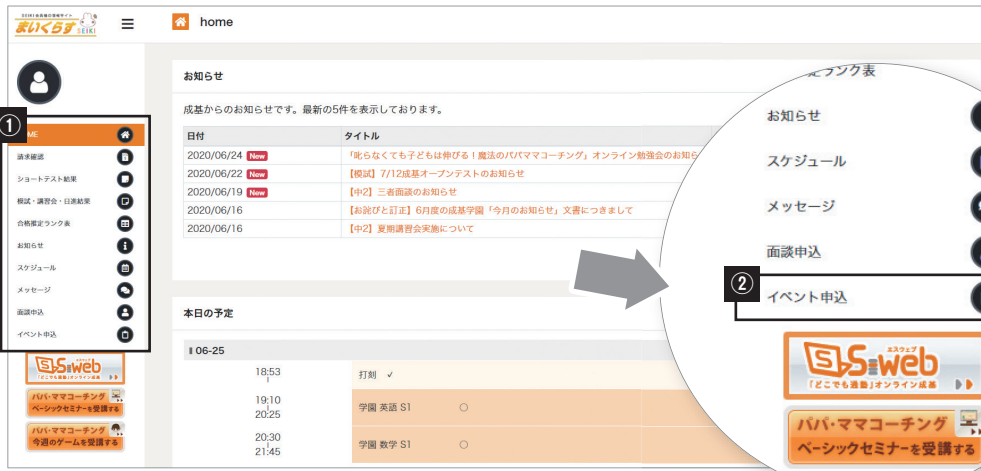 SEIKI会員様の情報サイト
まいくらす SEIKI
home
①
HOME
請求確認
ショートテスト結果
模試・講習会・日進結果
合格推定ランク表
お知らせ
スケジュール
メッセージ
面談申込
イベント申込
S-Web
「どこでも通塾」オンライン成基
パパ・ママコーチング
ベーシックセミナーを受講する
パパ・ママコーチング
今週のゲームを受講する
お知らせ
成基からのお知らせです。最新の5件を表示しております。
日付 タイトル
2020/06/24 New 「叱らなくても子どもは伸びる！魔法のパパママコーチング」オンライン勉強会のお知ら
2020/06/22 New 【模試】7/12成基オープンテストのお知らせ
2020/06/19 New 【中2】三者面談のお知らせ
2020/06/16 【お詫びと訂正】6月度の成基学園「今月のお知らせ」文書につきまして
2020/06/16 【中2】夏期講習会実施について
本日の予定
06-25
18:53 打刻 ✓
19:10
20:25
学園 英語 S1 ○
20:30
21:45
学園 数学 S1 ○
定ランク表
お知らせ
スケジュール
メッセージ
面談申込
②
イベント申込
エスウェブ
S-Web
「どこでも通塾」オンライン成基
パパ・ママコーチング
ベーシックセミナーを受講する